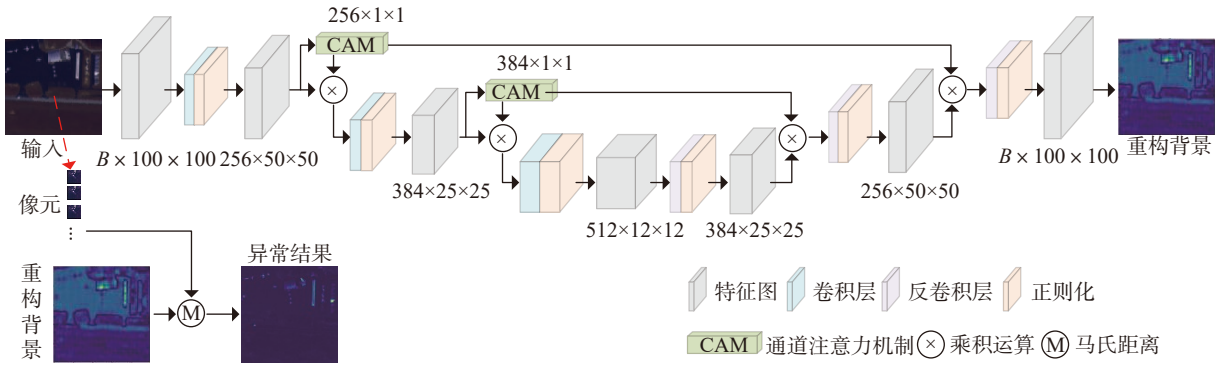 256×1×1
CAM
384×1×1
CAM
×
×
×
×
输入
B×100×100
256×50×50
384×25×25
512×12×12
384×25×25
256×50×50
B×100×100
重构背景
像元
⋮
异常结果
重构背景
M
特征图
卷积层
反卷积层
正则化
CAM
通道注意力机制
×
乘积运算
M
马氏距离